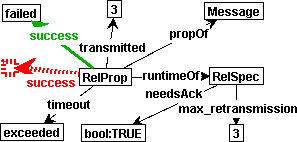 failed
3
Message
success
transmitted
propOf
RelProp
runtimeOf
RelSpec
success
needsAck
timeout
max_retransmission
exceeded
bool:TRUE
3